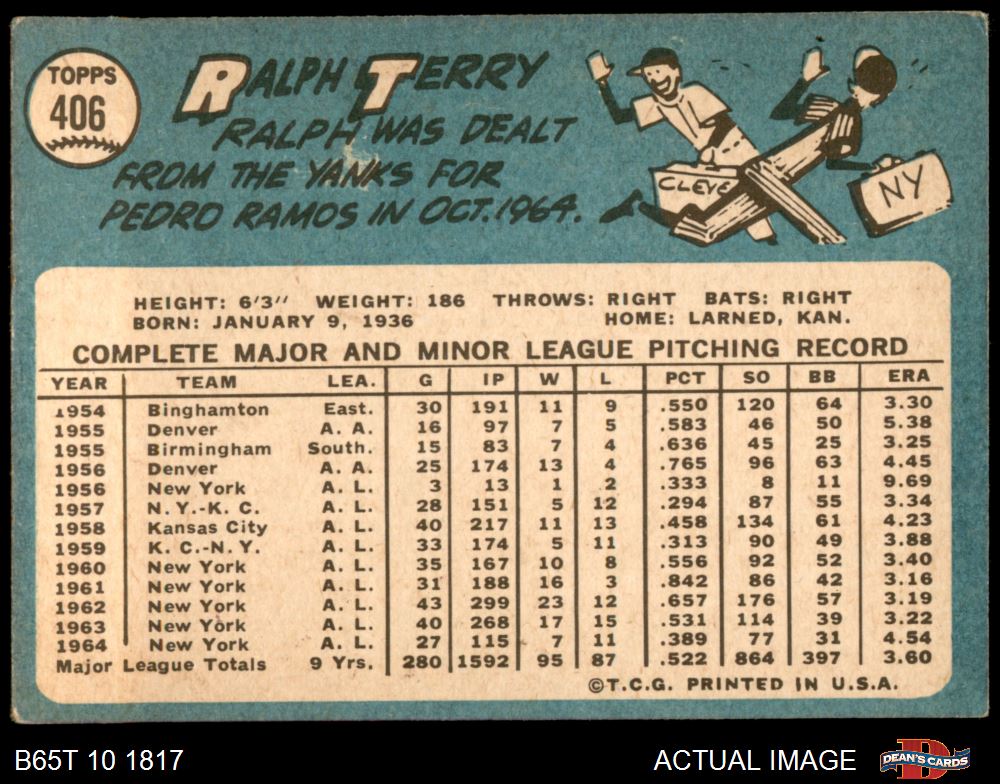 TOPPS
406
RALPH TERRY
RALPH WAS DEALT
FROM THE YANKS FOR
PEDRO RAMOS IN OCT. 1964.
CLEVE
NY
HEIGHT: 6'3" WEIGHT: 186 THROWS: RIGHT BATS: RIGHT
BORN: JANUARY 9, 1936 HOME: LARNED, KAN.
COMPLETE MAJOR AND MINOR LEAGUE PITCHING RECORD
YEAR TEAM LEA. G IP W L PCT SO BB ERA
1954 Binghamton East. 30 191 11 9 .550 120 64 3.30
1955 Denver A. A. 16 97 7 5 .583 46 50 5.38
1955 Birmingham South. 15 83 7 4 .636 45 25 3.25
1956 Denver A. A. 25 174 13 4 .765 96 63 4.45
1956 New York A. L. 3 13 1 2 .333 8 11 9.69
1957 N. Y.-K. C. A. L. 28 151 5 12 .294 87 55 3.34
1958 Kansas City A. L. 40 217 11 13 .458 134 61 4.23
1959 K. C.-N. Y. A. L. 33 174 5 11 .313 90 49 3.88
1960 New York A. L. 35 167 10 8 .556 92 52 3.40
1961 New York A. L. 31 188 16 3 .842 86 42 3.16
1962 New York A. L. 43 299 23 12 .657 176 57 3.19
1963 New York A. L. 40 268 17 15 .531 114 39 3.22
1964 New York A. L. 27 115 7 11 .389 77 31 4.54
Major League Totals 9 Yrs. 280 1592 95 87 .522 864 397 3.60
©T.C.G. PRINTED IN U.S.A.
B65T 10 1817 ACTUAL IMAGE DEAN'S CARDS